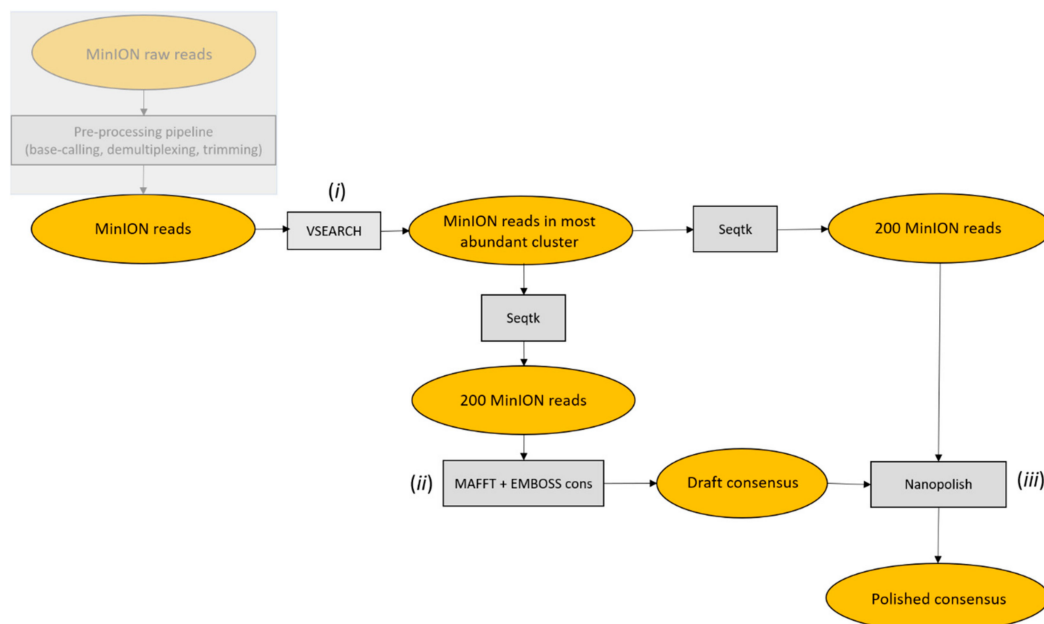 MinION raw reads
Pre-processing pipeline
(base-calling, demultiplexing, trimming)
(i)
MinION reads
VSEARCH
MinION reads in most
abundant cluster
Seqtk
200 MinION reads
Seqtk
200 MinION reads
(ii)
MAFFT + EMBOSS cons
Draft consensus
Nanopolish
(iii)
Polished consensus